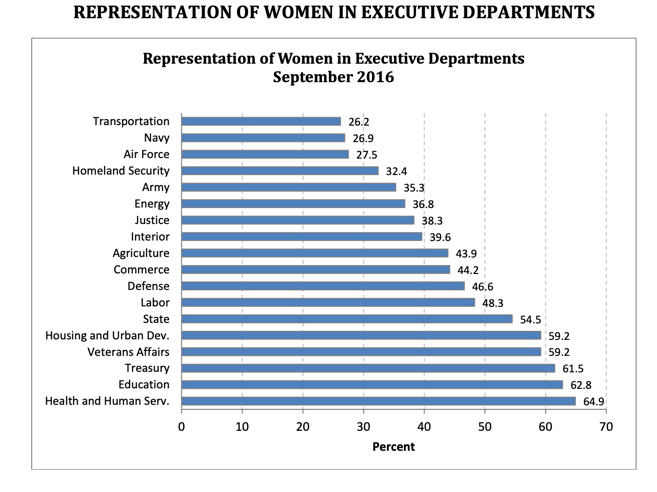 REPRESENTATION OF WOMEN IN EXECUTIVE DEPARTMENTS
Representation of Women in Executive Departments
September 2016
Transportation 26.2
Navy 26.9
Air Force 27.5
Homeland Security 32.4
Army 35.3
Energy 36.8
Justice 38.3
Interior 39.6
Agriculture 43.9
Commerce 44.2
Defense 46.6
Labor 48.3
State 54.5
Housing and Urban Dev. 59.2
Veterans Affairs 59.2
Treasury 61.5
Education 62.8
Health and Human Serv. 64.9
0 10 20 30 40 50 60 70
Percent